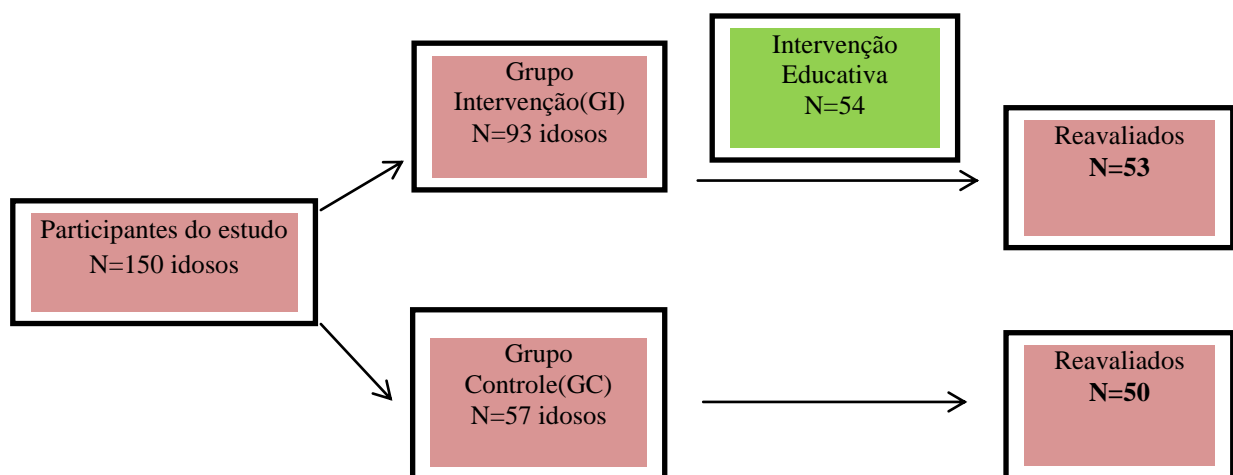 Participantes do estudo
N=150 idosos
Grupo
Intervenção(GI)
N=93 idosos
Intervenção
Educativa
N=54
Reavaliados
N=53
Grupo
Controle(GC)
N=57 idosos
Reavaliados
N=50